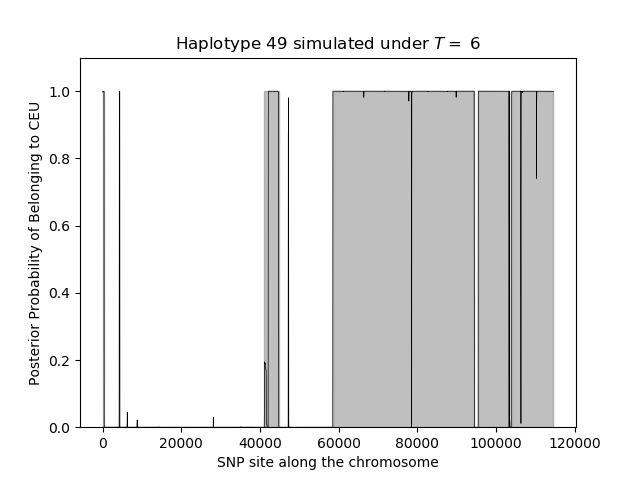 Haplotype 49 simulated under T = 6
Posterior Probability of Belonging to CEU
1.0
0.8
0.6
0.4
0.2
0.0
0 20000 40000 60000 80000 100000 120000
SNP site along the chromosome